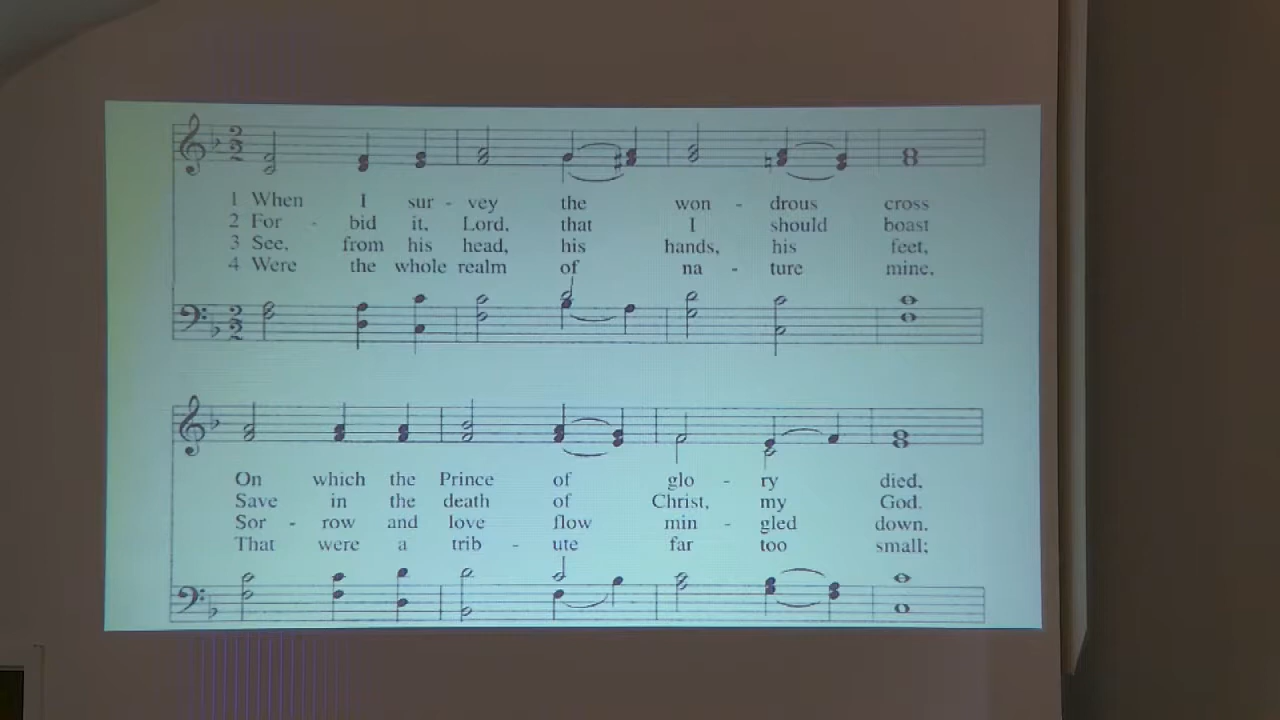 1 When I sur - vey the won - drous cross
2 For - bid it, Lord, that I should boast
3 See, from his head, his hands, his feet,
4 Were the whole realm of na - ture mine,
On which the Prince of glo - ry died,
Save in the death of Christ, my God.
Sor - row and love flow min - gled down.
That were a trib - ute far too small;